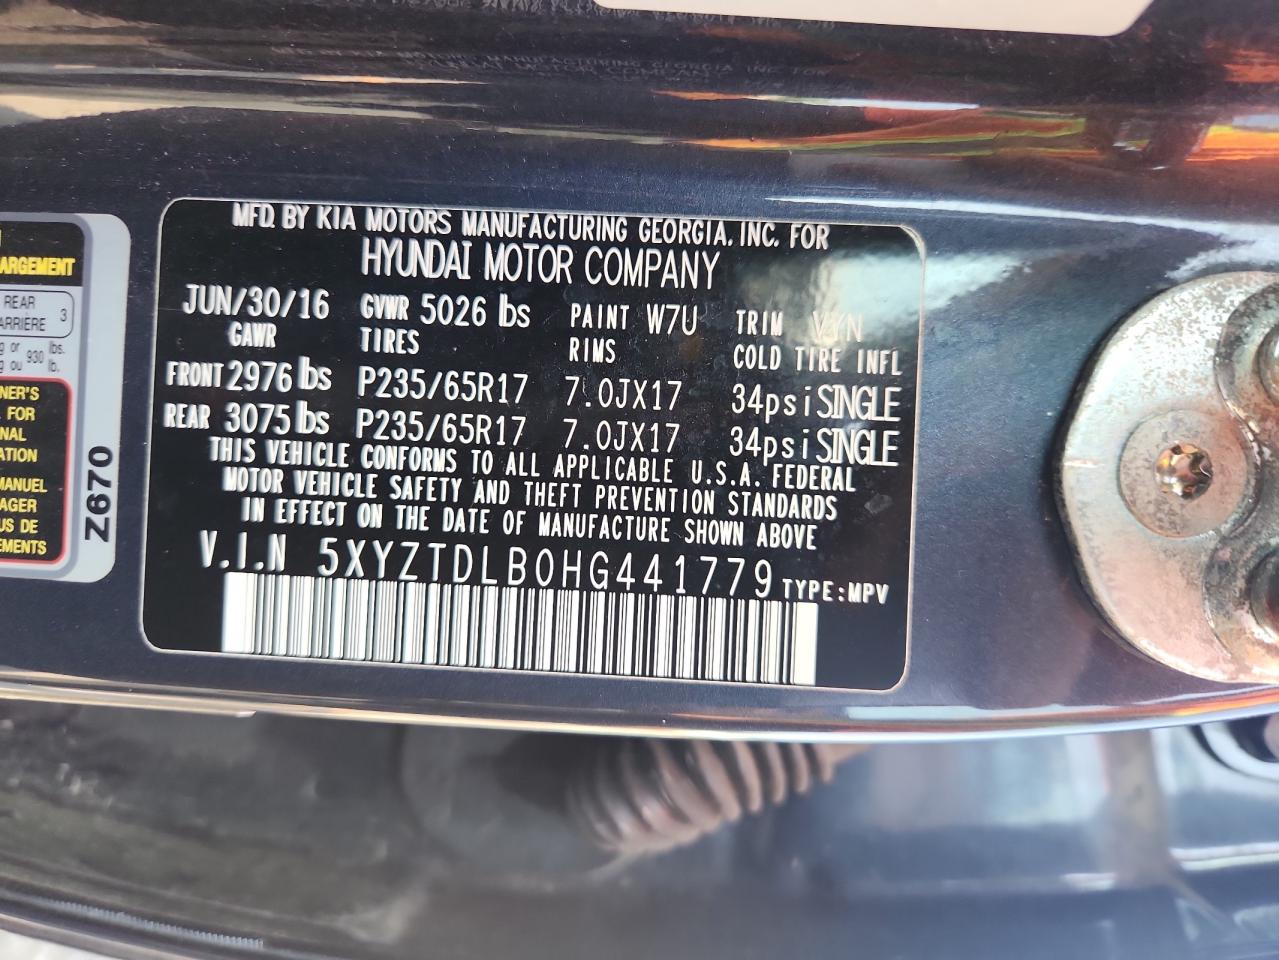 ARGEMENT
REAR
ARRIERE 3
g or lbs.
g ou 930 lb.
NER'S
FOR
NAL
ATION
MANUEL
AGER
US DE
EMENTS
Z670
MFD. BY KIA MOTORS MANUFACTURING GEORGIA, INC. FOR
HYUNDAI MOTOR COMPANY
JUN/30/16 GVWR 5026 lbs PAINT W7U TRIM VYN
GAWR TIRES RIMS COLD TIRE INFL
FRONT 2976 lbs P235/65R17 7.0JX17 34psi SINGLE
REAR 3075 lbs P235/65R17 7.0JX17 34psi SINGLE
THIS VEHICLE CONFORMS TO ALL APPLICABLE U.S.A. FEDERAL
MOTOR VEHICLE SAFETY AND THEFT PREVENTION STANDARDS
IN EFFECT ON THE DATE OF MANUFACTURE SHOWN ABOVE
V.I.N 5XYZTDLB0HG441779 TYPE:MPV